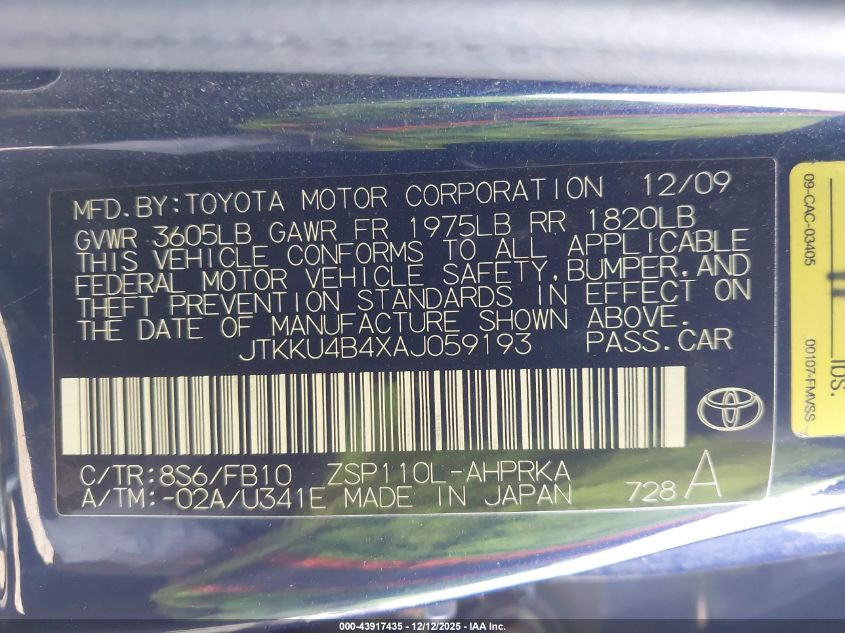 MFD.BY:TOYOTA MOTOR CORPORATION 12/09
GVWR 3605LB GAWR FR 1975LB RR 1820LB
THIS VEHICLE CONFORMS TO ALL APPLICABLE
FEDERAL MOTOR VEHICLE SAFETY,BUMPER,AND
THEFT PREVENTION STANDARDS IN EFFECT ON
THE DATE OF MANUFACTURE SHOWN ABOVE.
JTKKU4B4XAJ059193 PASS.CAR
C/TR:8S6/FB10 ZSP110L-AHPRKA
A/TM:-02A/U341E MADE IN JAPAN 728 A
09-CAC-03405
00107-FMVSS
IDS.
000-43917435 - 12/12/2025 - IAA Inc.